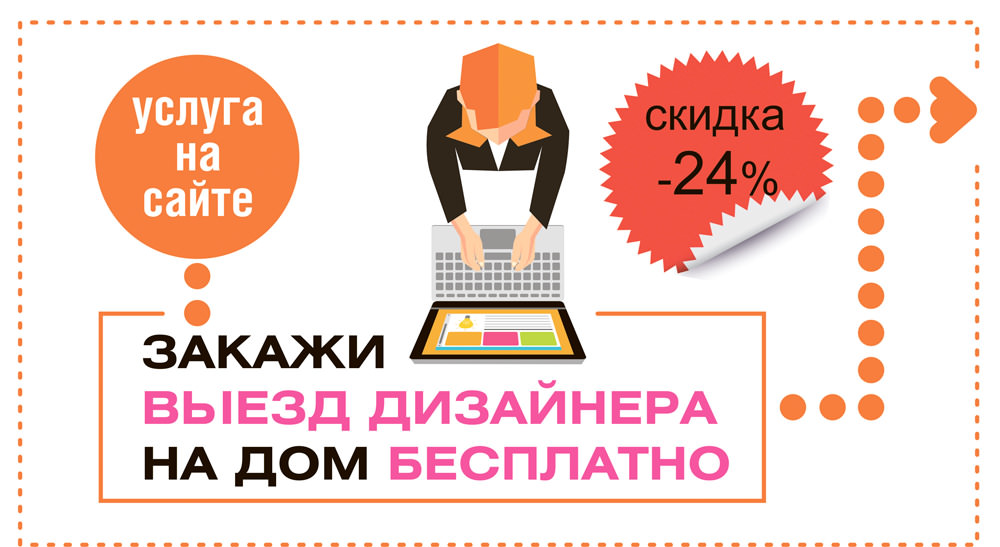 услуга
на
сайте
скидка
-24%
ЗАКАЖИ
ВЫЕЗД ДИЗАЙНЕРА
НА ДОМ БЕСПЛАТНО